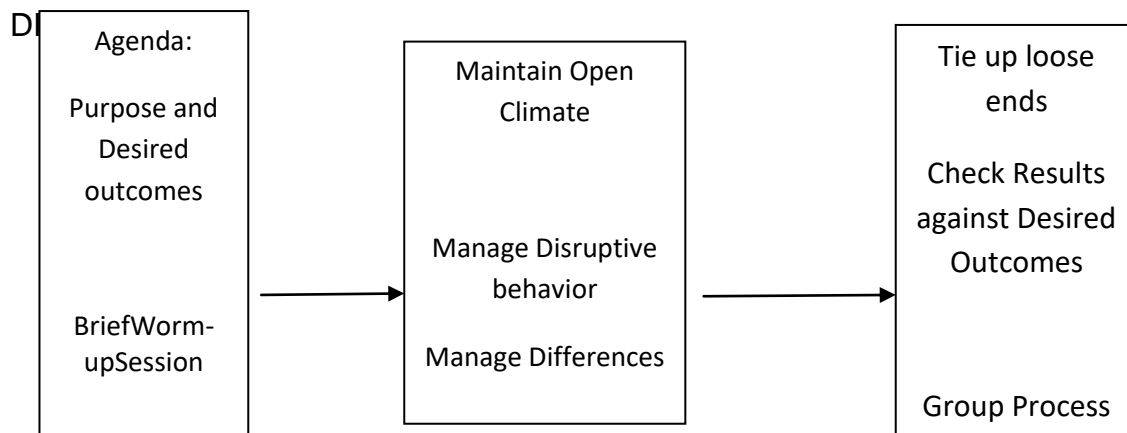 Agenda:
Purpose and
Desired
outcomes
BriefWorm-
upSession
Maintain Open
Climate
Manage Disruptive
behavior
Manage Differences
Tie up loose
ends
Check Results
against Desired
Outcomes
Group Process